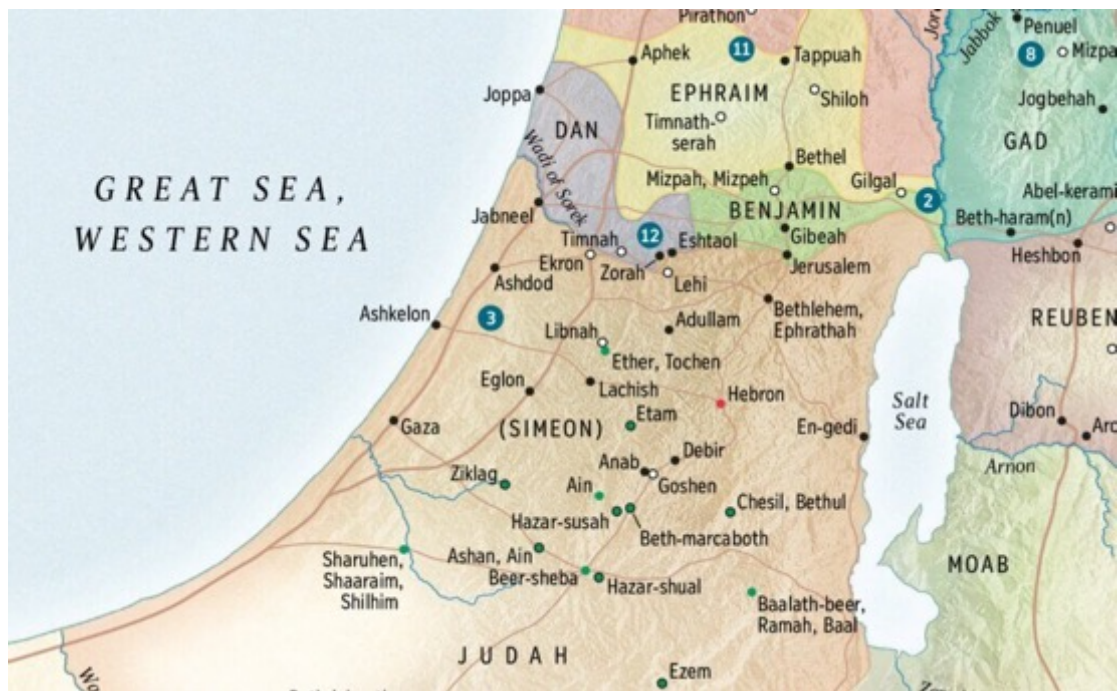 Pirathon
Penuel
Jabbok
11
8
Aphek
Tappuah
EPHRAIM
Shiloh
Joppa
Jogbehah
DAN
Timnath-
serah
GAD
Wadi of Sorek
Bethel
Mizpah, Mizpeh
Gilgal
2
GREAT SEA,
WESTERN SEA
Jabneel
BENJAMIN
Beth-haram(n)
12
Eshtaol
Gibeah
Timnah
Heshbon
Ekron
Zorah
Jerusalem
Ashdod
Lehi
Ashkelon
3
Bethlehem,
Ephrathah
Adullam
REUBEN
Libnah
Ether, Tochen
Eglon
Lachish
Hebron
Salt
Sea
Etam
Dibon
Gaza
(SIMEON)
En-gedi
Debir
Anab
Goshen
Arnon
Ziklag
Ain
Chesil, Bethul
Hazar-susah
Beth-marcaboth
Sharuhen,
Shaaraim,
Shilhim
Ashan, Ain
Beer-sheba
Hazar-shual
MOAB
Baalath-beer,
Ramah, Baal
JUDAH
Ezem